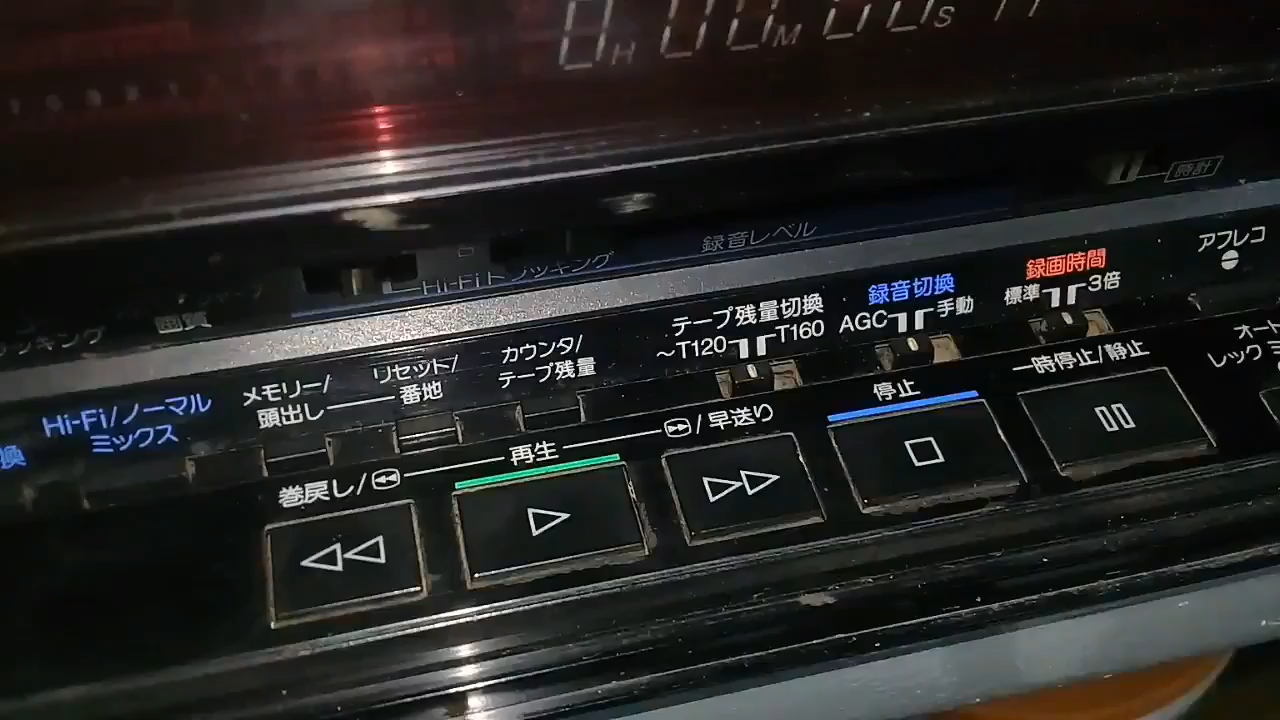 0H 00M 00S
時計
録音レベル
Hi-Fiトラッキング
画質
録画時間
標準 3倍
アフレコ
録音切換
AGC 手動
テープ残量切換
～T120 T160
カウンタ/
テープ残量
リセット/
番地
メモリー/
頭出し
Hi-Fi/ノーマル
ミックス
換
巻戻し/
再生
/早送り
停止
一時停止/静止
オート
レック ミ